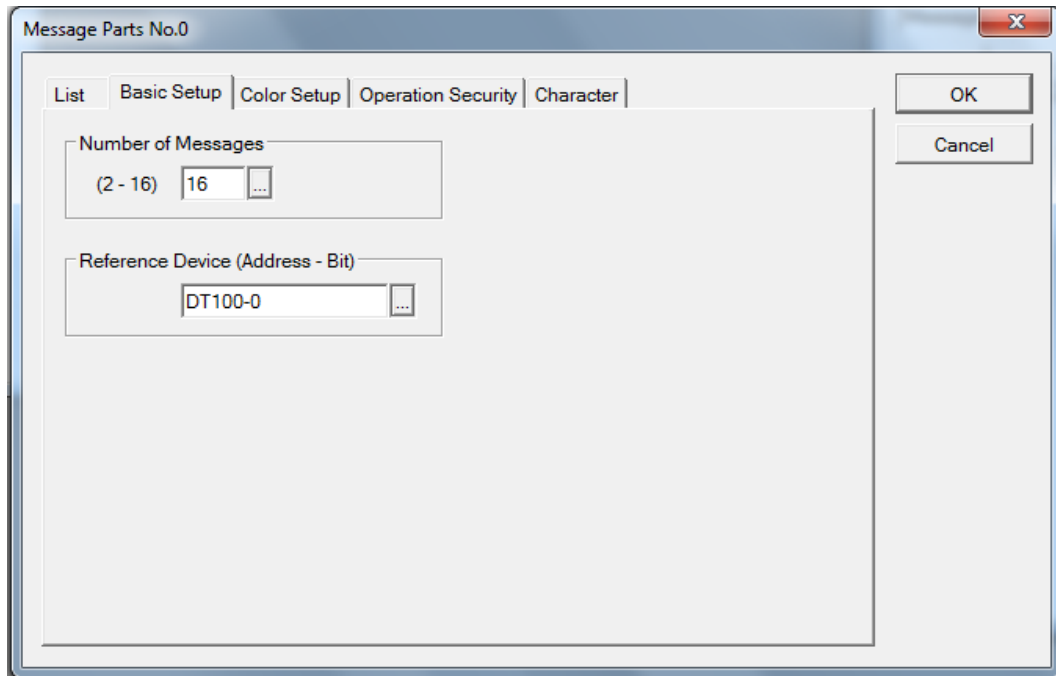 Message Parts No.0
X
List Basic Setup Color Setup Operation Security Character
OK
Cancel
Number of Messages
(2 - 16) 16 ...
Reference Device (Address - Bit)
DT100-0 ...